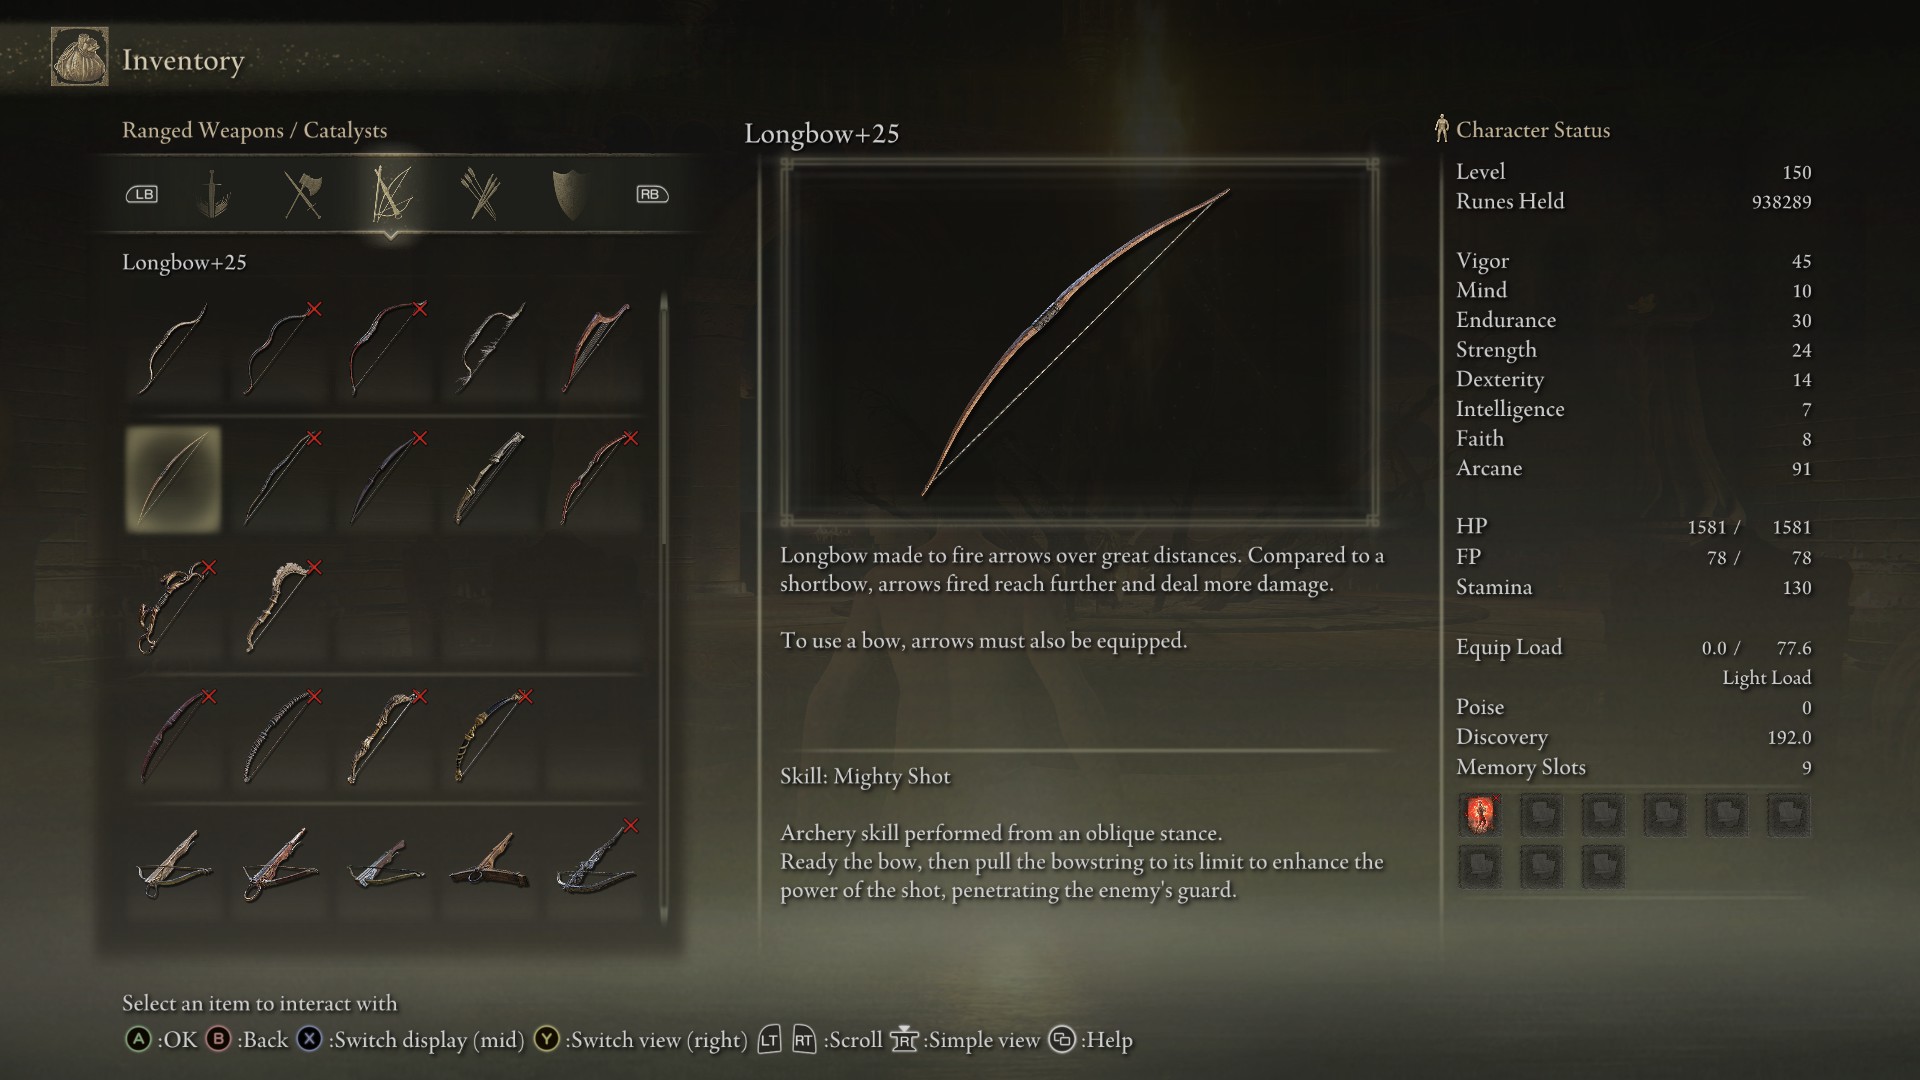 Inventory
Ranged Weapons / Catalysts
LB
RB
Longbow+25
Longbow+25
Longbow made to fire arrows over great distances. Compared to a
shortbow, arrows fired reach further and deal more damage.
To use a bow, arrows must also be equipped.
Skill: Mighty Shot
Archery skill performed from an oblique stance.
Ready the bow, then pull the bowstring to its limit to enhance the
power of the shot, penetrating the enemy's guard.
Character Status
Level 150
Runes Held 938289
Vigor 45
Mind 10
Endurance 30
Strength 24
Dexterity 14
Intelligence 7
Faith 8
Arcane 91
HP 1581 / 1581
FP 78 / 78
Stamina 130
Equip Load 0.0 / 77.6
Light Load
Poise 0
Discovery 192.0
Memory Slots 9
Select an item to interact with
A :OK B :Back X :Switch display (mid) Y :Switch view (right) LT RT :Scroll R :Simple view :Help